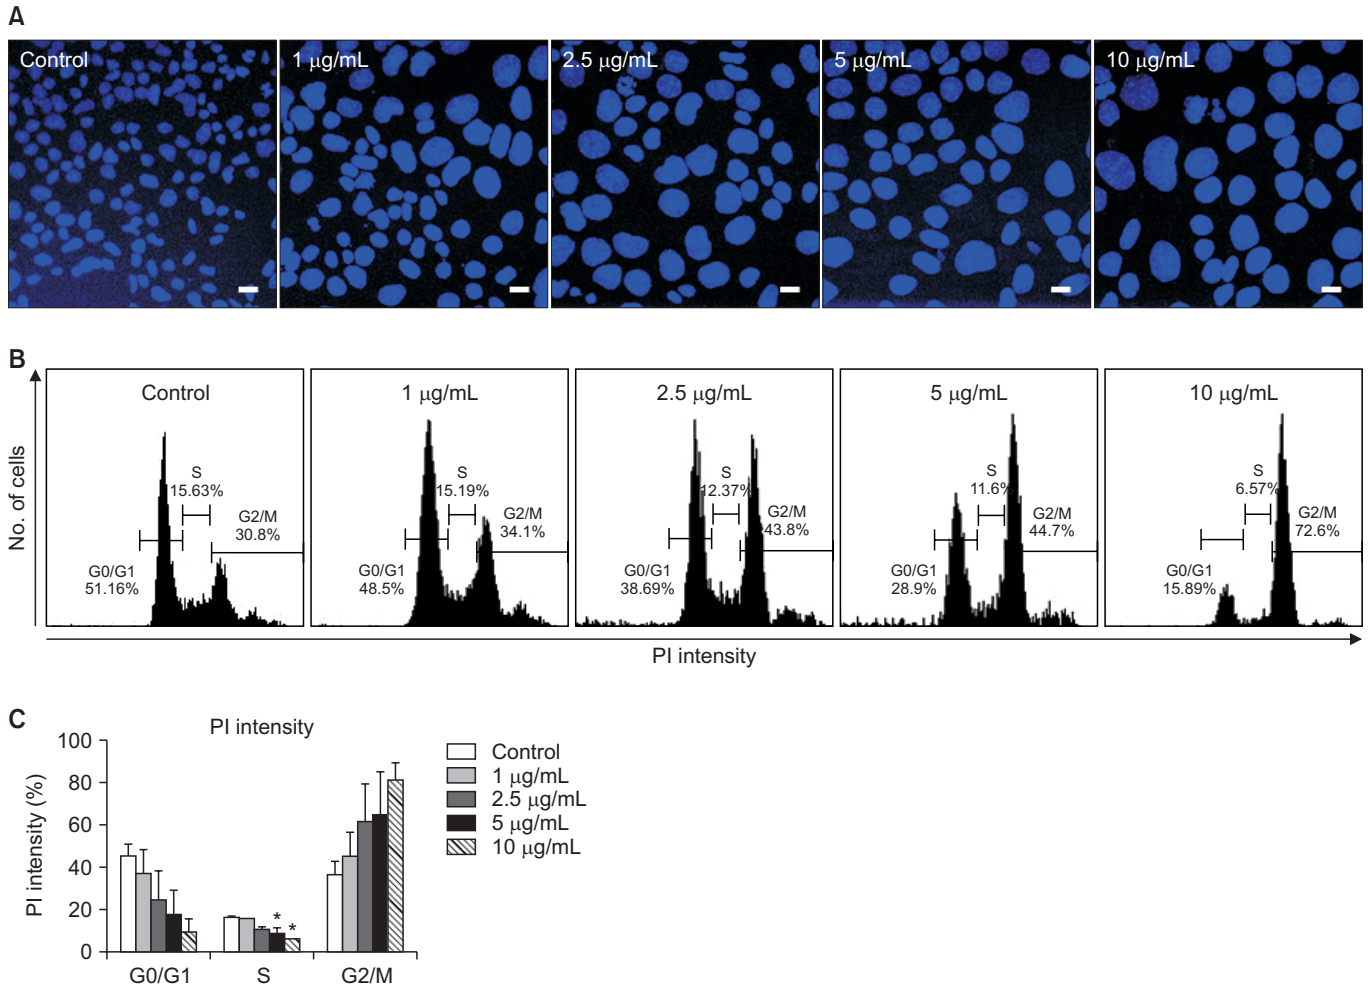 A
Control
1 μg/mL
2.5 μg/mL
5 μg/mL
10 μg/mL
B
No. of cells
Control
S
15.63%
G2/M
30.8%
G0/G1
51.16%
1 μg/mL
S
15.19%
G2/M
34.1%
G0/G1
48.5%
2.5 μg/mL
S
12.37%
G2/M
43.8%
G0/G1
38.69%
5 μg/mL
S
11.6%
G2/M
44.7%
G0/G1
28.9%
10 μg/mL
S
6.57%
G2/M
72.6%
G0/G1
15.89%
PI intensity
C
PI intensity
PI intensity (%)
100
80
60
40
20
0
* *
G0/G1 S G2/M
Control
1 μg/mL
2.5 μg/mL
5 μg/mL
10 μg/mL